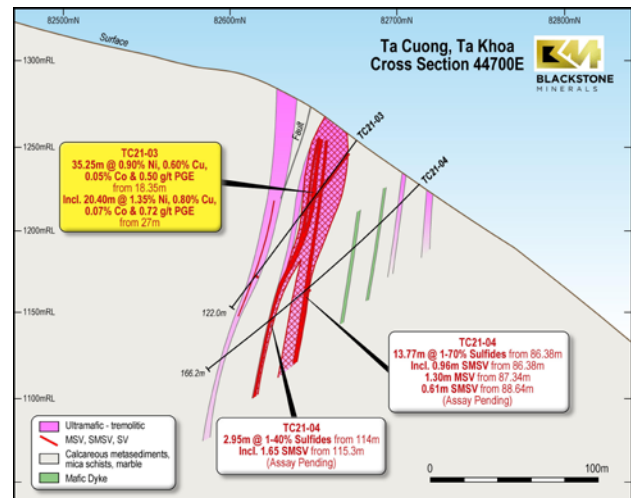 82500mN 82600mN 82700mN 82800mN
Ta Cuong, Ta Khoa
Cross Section 44700E
BLACKSTONE
MINERALS
Surface
1300mRL
1250mRL
1200mRL
1150mRL
1100mRL
Fault
TC21-03
TC21-04
TC21-03
35.25m @ 0.90% Ni, 0.60% Cu,
0.05% Co & 0.50 g/t PGE
from 18.35m
Incl. 20.40m @ 1.35% Ni, 0.80% Cu,
0.07% Co & 0.72 g/t PGE
from 27m
122.0m
166.2m
TC21-04
13.77m @ 1-70% Sulfides from 86.38m
Incl. 0.96m SMSV from 86.38m
1.30m MSV from 87.34m
0.61m SMSV from 88.64m
(Assay Pending)
TC21-04
2.95m @ 1-40% Sulfides from 114m
Incl. 1.65 SMSV from 115.3m
(Assay Pending)
Ultramafic - tremolitic
MSV, SMSV, SV
Calcareous metasediments,
mica schists, marble
Mafic Dyke
0 100m